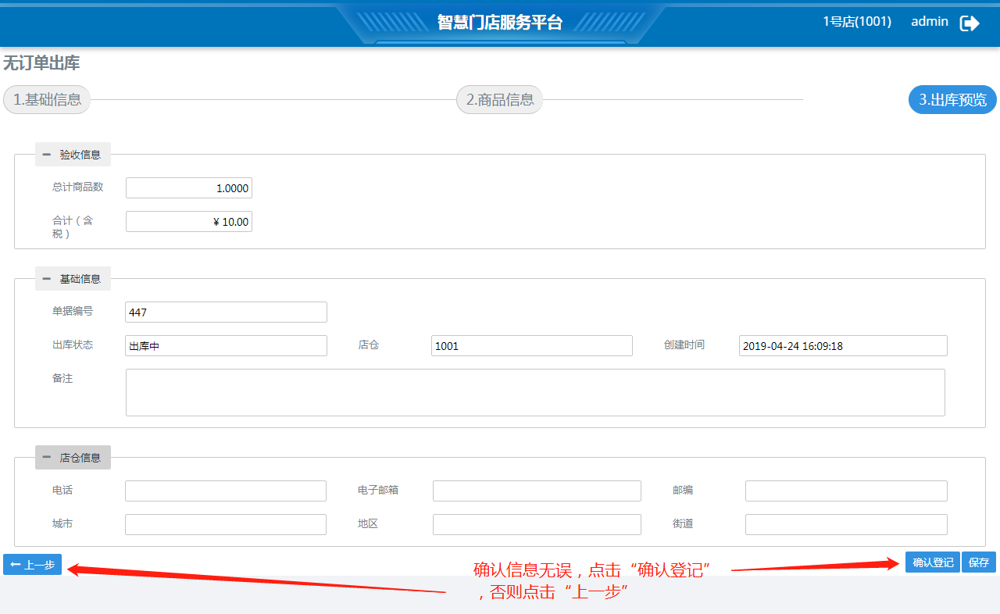 智慧门店服务平台
1号店(1001) admin
无订单出库
1.基础信息 2.商品信息 3.出库预览
验收信息
总计商品数 1.0000
合计（含
税） ¥ 10.00
基础信息
单据编号 447
出库状态 出库中 店仓 1001 创建时间 2019-04-24 16:09:18
备注
店仓信息
电话 电子邮箱 邮编
城市 地区 街道
上一步 确认登记 保存
确认信息无误，点击“确认登记”
，否则点击“上一步”